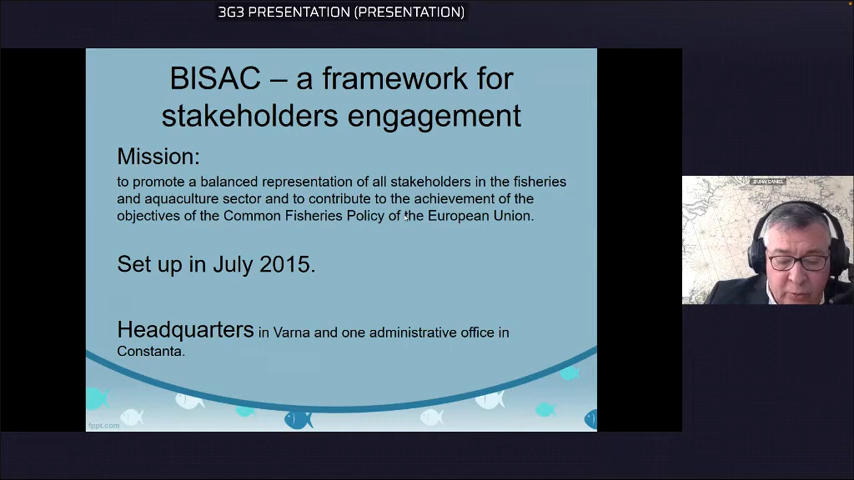 3G3 PRESENTATION (PRESENTATION)
BISAC – a framework for
stakeholders engagement
Mission:
to promote a balanced representation of all stakeholders in the fisheries
and aquaculture sector and to contribute to the achievement of the
objectives of the Common Fisheries Policy of the European Union.
Set up in July 2015.
Headquarters in Varna and one administrative office in
Constanta.
fppt.com